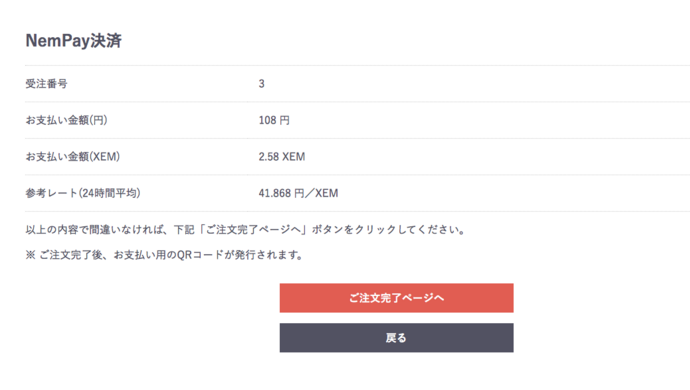 NemPay決済
受注番号 3
お支払い金額(円) 108 円
お支払い金額(XEM) 2.58 XEM
参考レート(24時間平均) 41.868 円／XEM
以上の内容で間違いなければ、下記「ご注文完了ページへ」ボタンをクリックしてください。
※ ご注文完了後、お支払い用のQRコードが発行されます。
ご注文完了ページへ
戻る